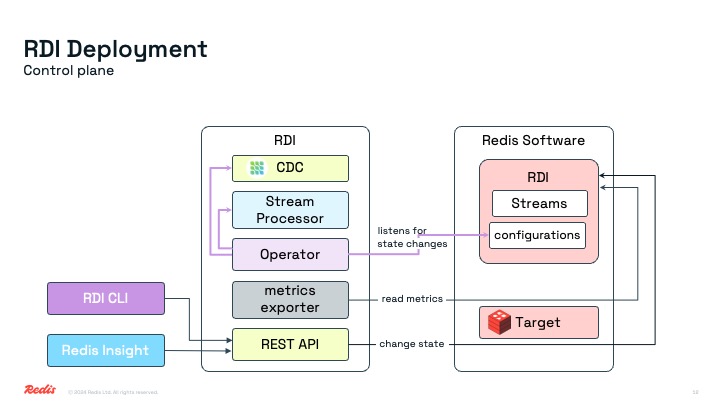 RDI Deployment
Control plane
RDI
CDC
Stream
Processor
Operator
metrics
exporter
REST API
RDI CLI
Redis Insight
listens for
state changes
read metrics
change state
Redis Software
RDI
Streams
configurations
Target
Redis
© 2024 Redis Ltd. All rights reserved.
12